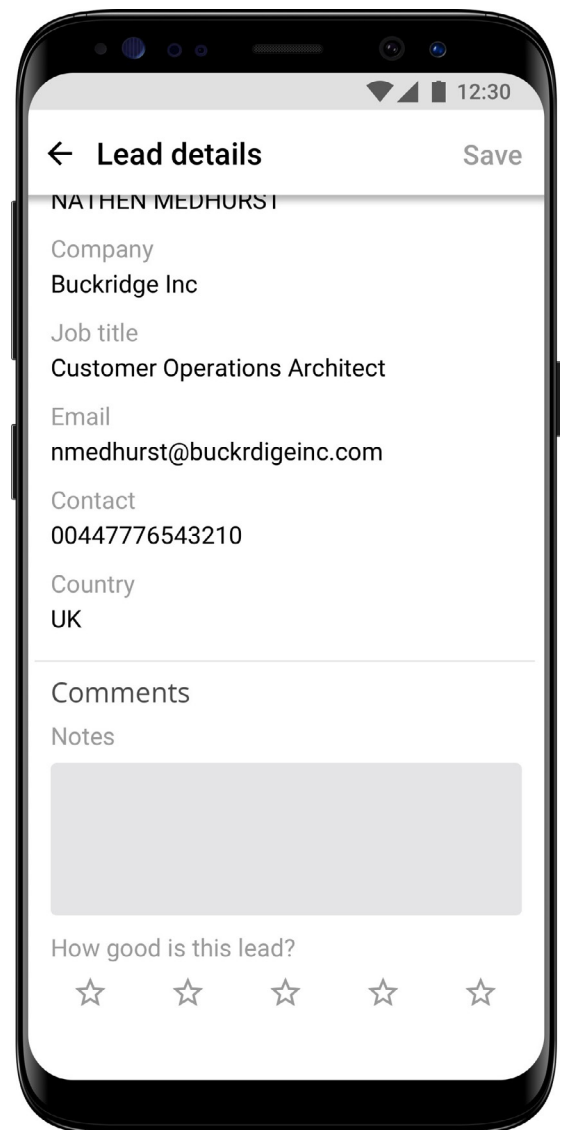 12:30
Lead details
Save
NATHEN MEDHURST
Company
Buckridge Inc
Job title
Customer Operations Architect
Email
nmedhurst@buckrdigeinc.com
Contact
00447776543210
Country
UK
Comments
Notes
How good is this lead?